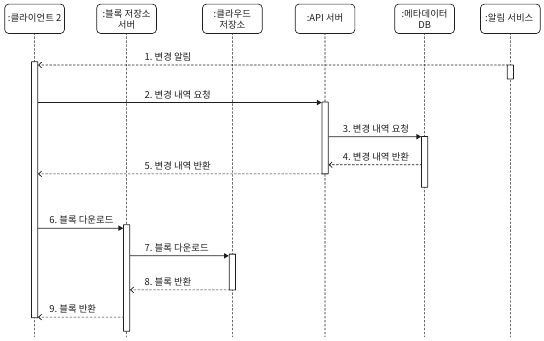 :클라이언트 2
:블록 저장소
서버
:클라우드
저장소
:API 서버
:메타데이터
DB
:알림 서비스
1. 변경 알림
2. 변경 내역 요청
3. 변경 내역 요청
4. 변경 내역 반환
5. 변경 내역 반환
6. 블록 다운로드
7. 블록 다운로드
8. 블록 반환
9. 블록 반환